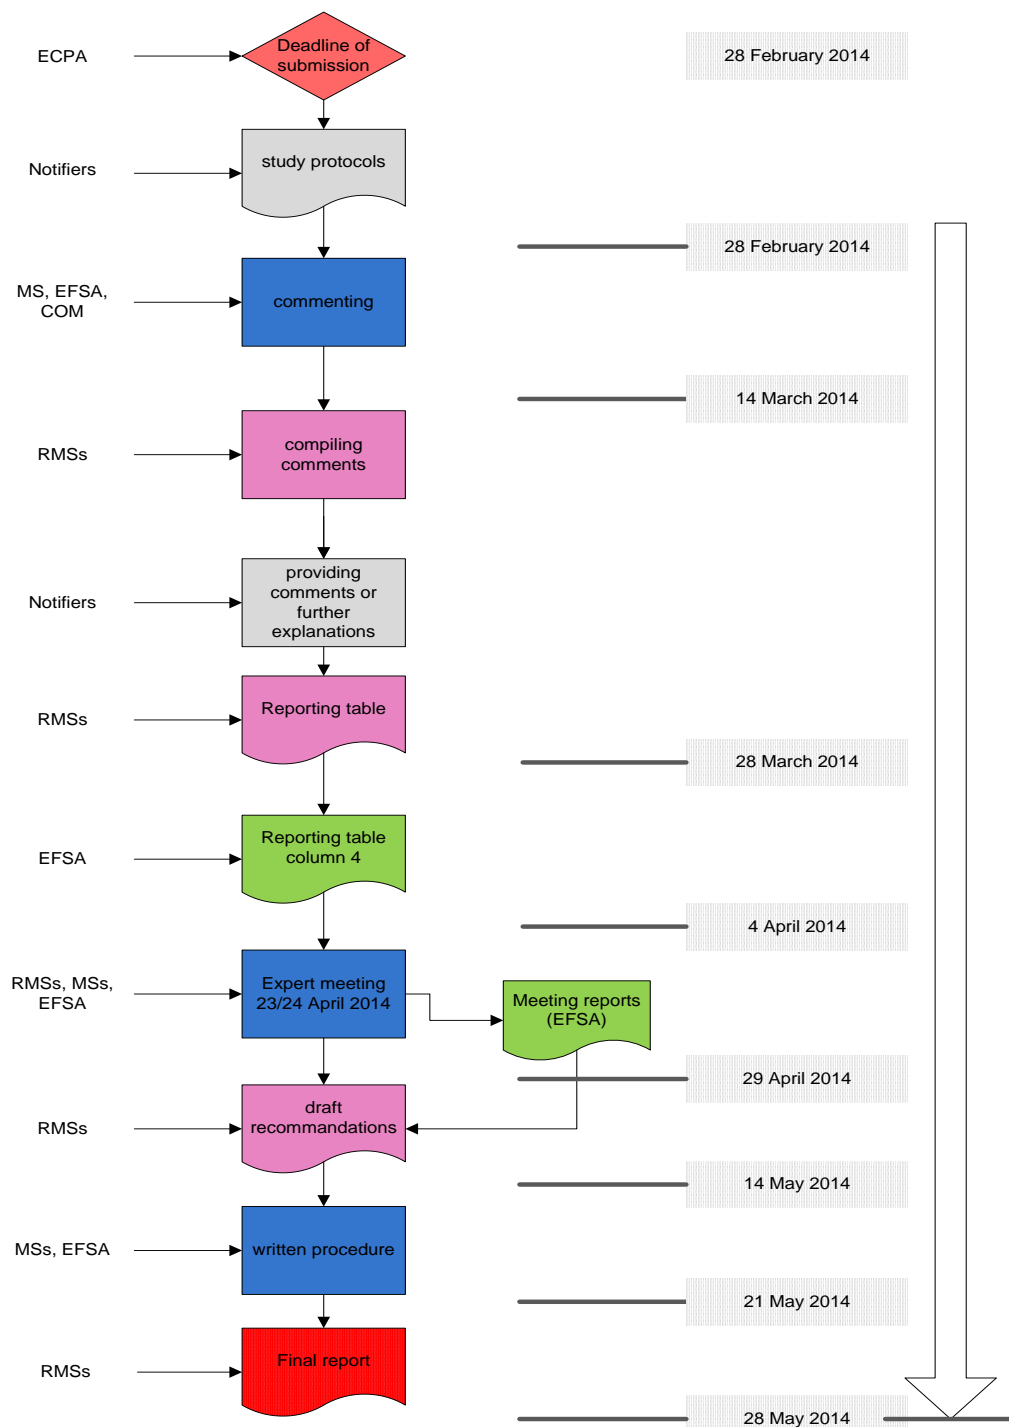 ECPA
Deadline of
submission
28 February 2014
Notifiers
study protocols
28 February 2014
MS, EFSA,
COM
commenting
14 March 2014
RMSs
compiling
comments
Notifiers
providing
comments or
further
explanations
RMSs
Reporting table
28 March 2014
EFSA
Reporting table
column 4
4 April 2014
RMSs, MSs,
EFSA
Expert meeting
23/24 April 2014
Meeting reports
(EFSA)
29 April 2014
RMSs
draft
recommandations
14 May 2014
MSs, EFSA
written procedure
21 May 2014
RMSs
Final report
28 May 2014